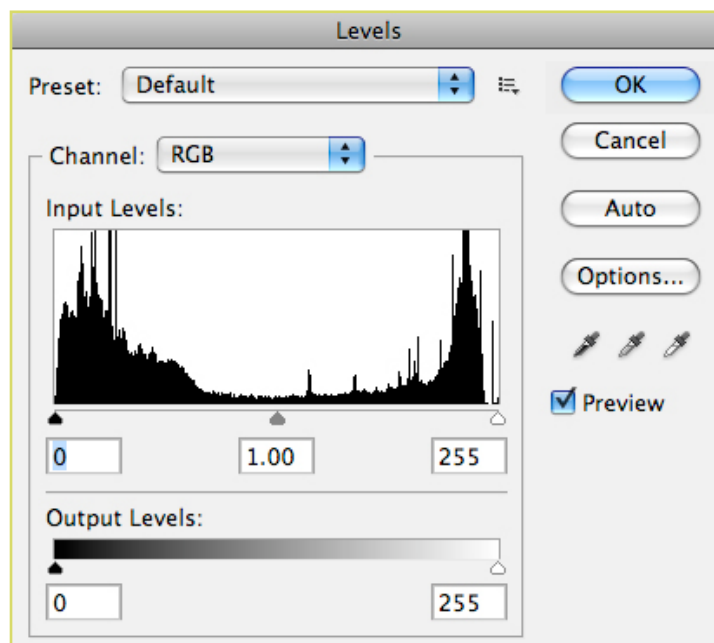 Levels
Preset: Default
OK
Channel: RGB
Cancel
Input Levels:
Auto
Options...
Preview
0 1.00 255
Output Levels:
0 255